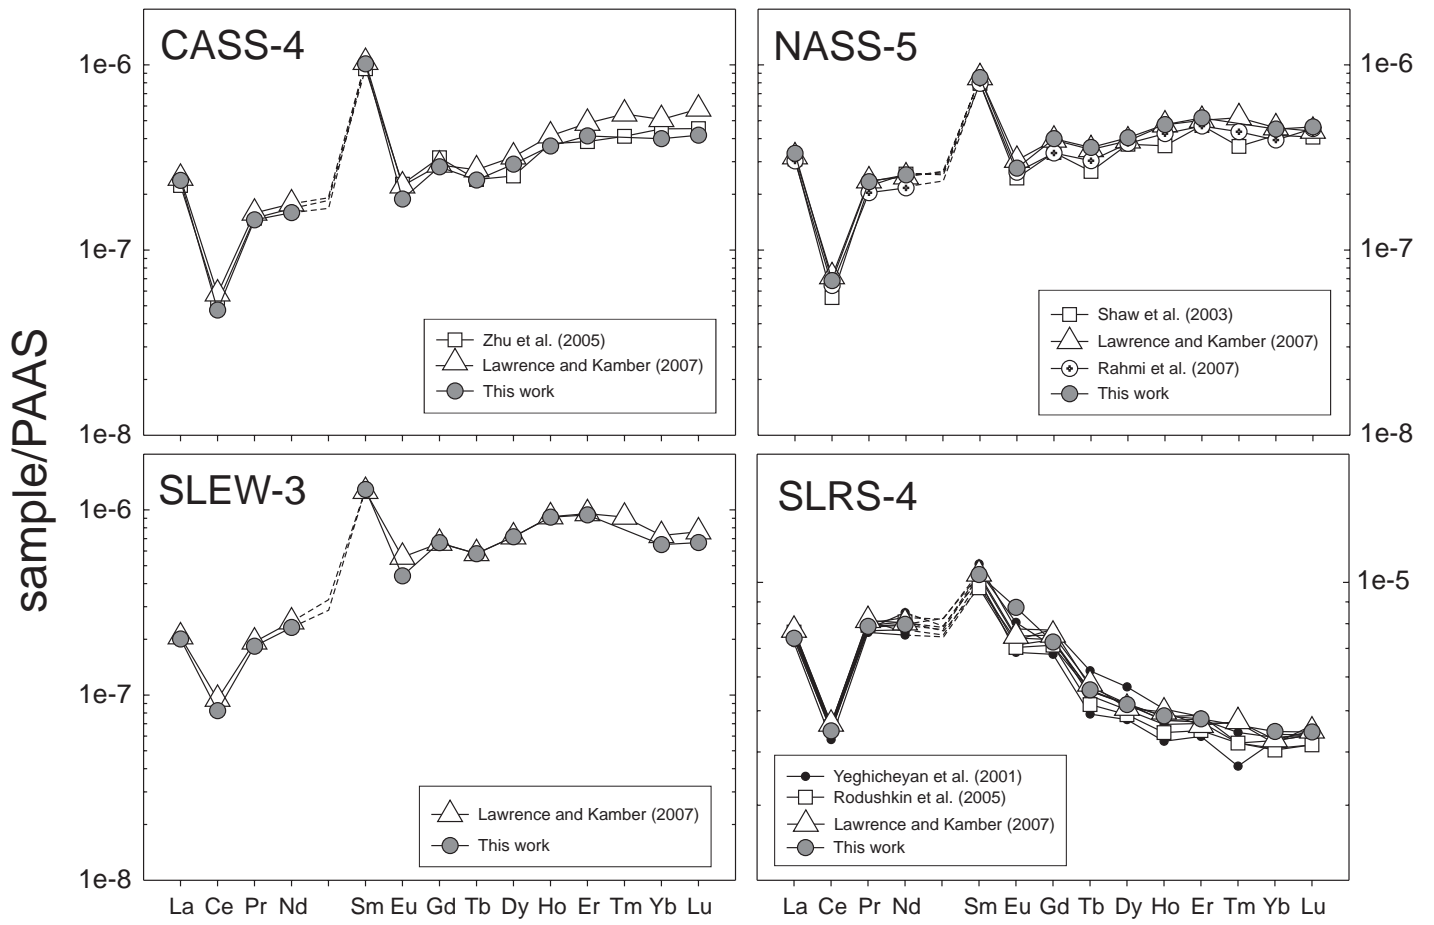 sample/PAAS
CASS-4
1e-6
1e-7
1e-8
Zhu et al. (2005)
Lawrence and Kamber (2007)
This work
NASS-5
1e-6
1e-7
1e-8
Shaw et al. (2003)
Lawrence and Kamber (2007)
Rahmi et al. (2007)
This work
SLEW-3
1e-6
1e-7
1e-8
Lawrence and Kamber (2007)
This work
La Ce Pr Nd Sm Eu Gd Tb Dy Ho Er Tm Yb Lu
SLRS-4
1e-5
Yeghicheyan et al. (2001)
Rodushkin et al. (2005)
Lawrence and Kamber (2007)
This work
La Ce Pr Nd Sm Eu Gd Tb Dy Ho Er Tm Yb Lu